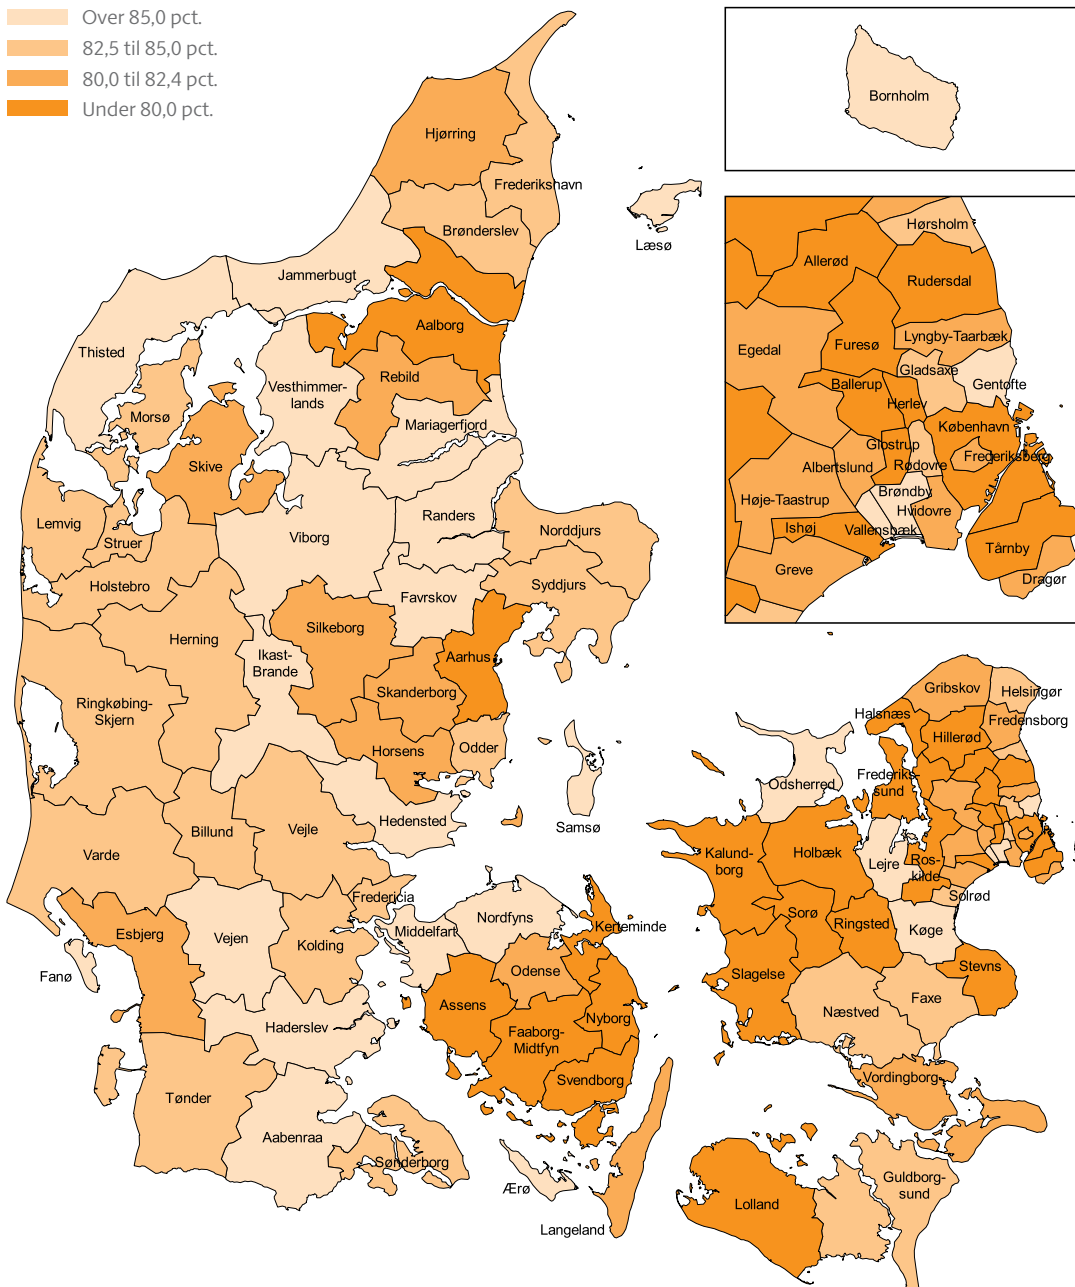 Over 85,0 pct.
82,5 til 85,0 pct.
80,0 til 82,4 pct.
Under 80,0 pct.
Bornholm
Hjørring
Frederikshavn
Brønderslev
Læsø
Jammerbugt
Aalborg
Thisted
Vesthimmer-
lands
Rebild
Mariagerfjord
Morsø
Skive
Lemvig
Struer
Viborg
Randers
Norddjurs
Holstebro
Favrskov
Syddjurs
Herning
Silkeborg
Ikast-
Brande
Aarhus
Skanderborg
Ringkøbing-
Skjern
Horsens
Odder
Samsø
Hedensted
Billund
Vejle
Varde
Fredericia
Esbjerg
Vejen
Kolding
Middelfart
Nordfyns
Kerteminde
Fanø
Odense
Assens
Haderslev
Faaborg-
Midtfyn
Nyborg
Svendborg
Tønder
Aabenraa
Sønderborg
Ærø
Langeland
Hørsholm
Allerød
Rudersdal
Egedal
Furesø
Lyngby-Taarbæk
Gladsaxe
Gentofte
Ballerup
Herlev
København
Glostrup
Frederiksberg
Albertslund
Rødovre
Brøndby
Høje-Taastrup
Hvidovre
Ishøj
Vallensbæk
Tårnby
Greve
Dragør
Gribskov
Helsingør
Halsnæs
Fredensborg
Hillerød
Odsherred
Frederiks-
sund
Kalund-
borg
Holbæk
Lejre
Ros-
kilde
Solrød
Sorø
Ringsted
Køge
Slagelse
Stevns
Næstved
Faxe
Vordingborg
Guldborg-
sund
Lolland